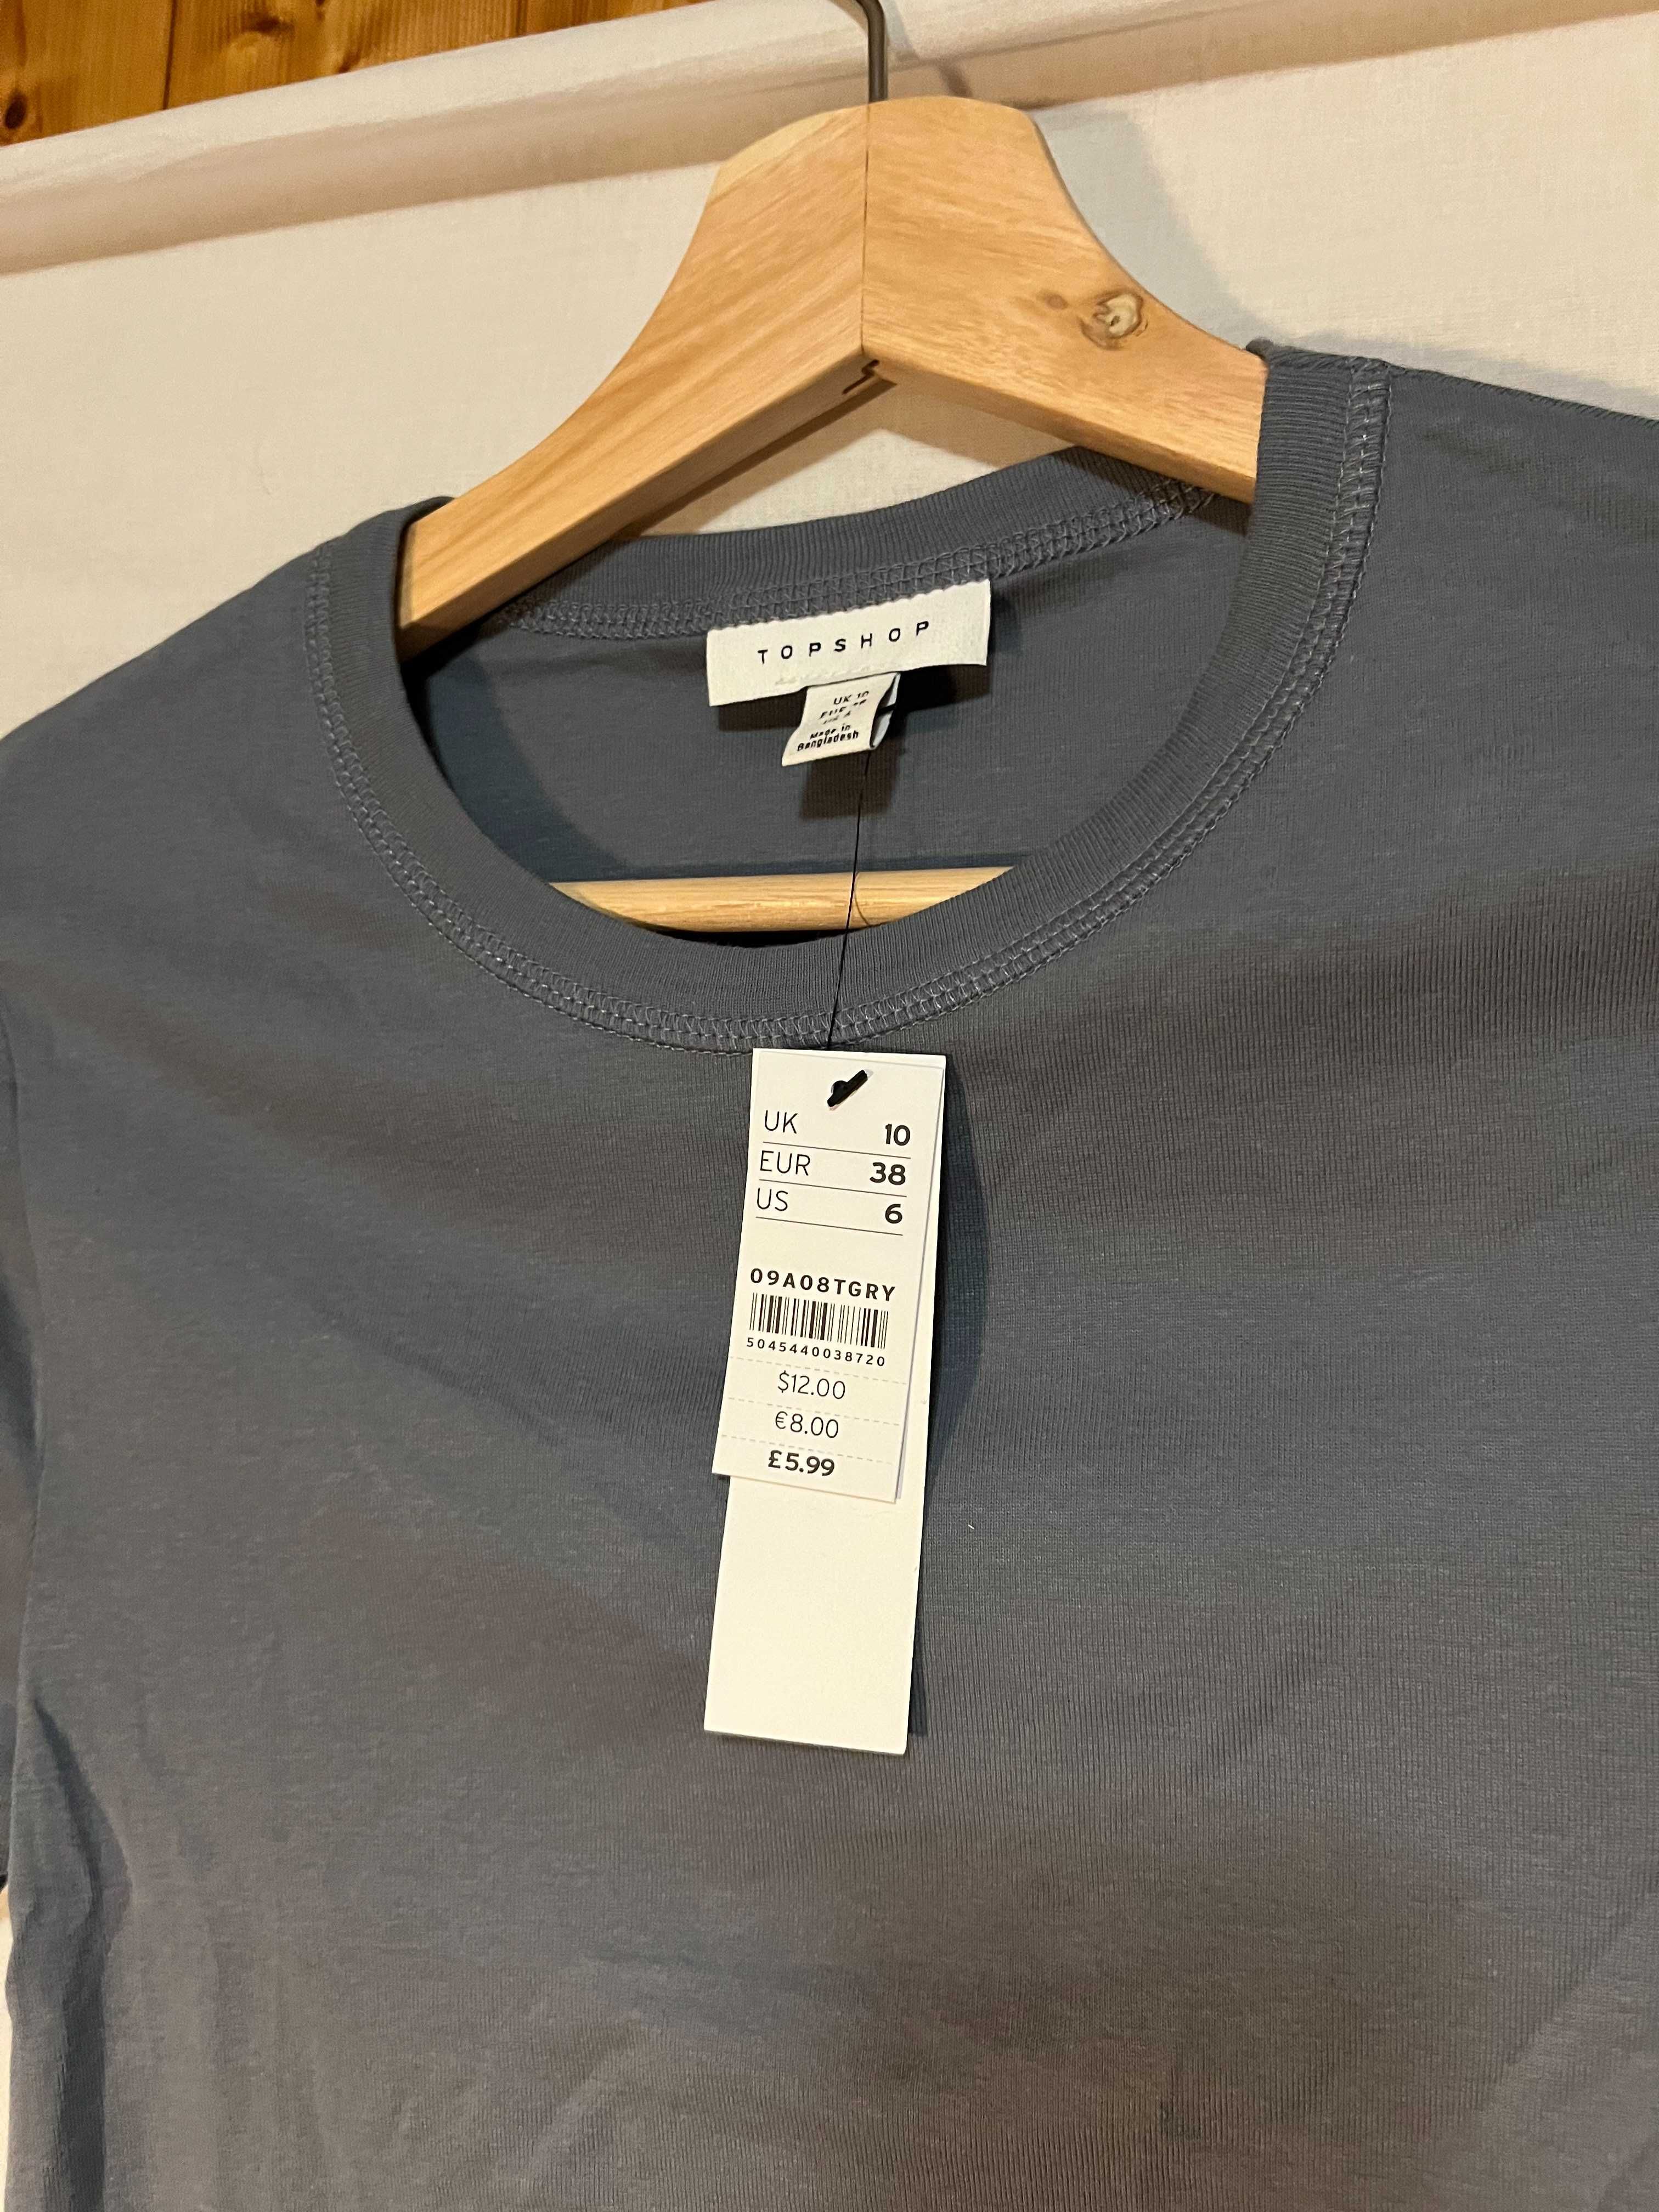 TOPSHOP
UK 10
Made in
Bangladesh
UK 10
EUR 38
US 6
09A08TGRY
5045440038720
$12.00
€8.00
£5.99